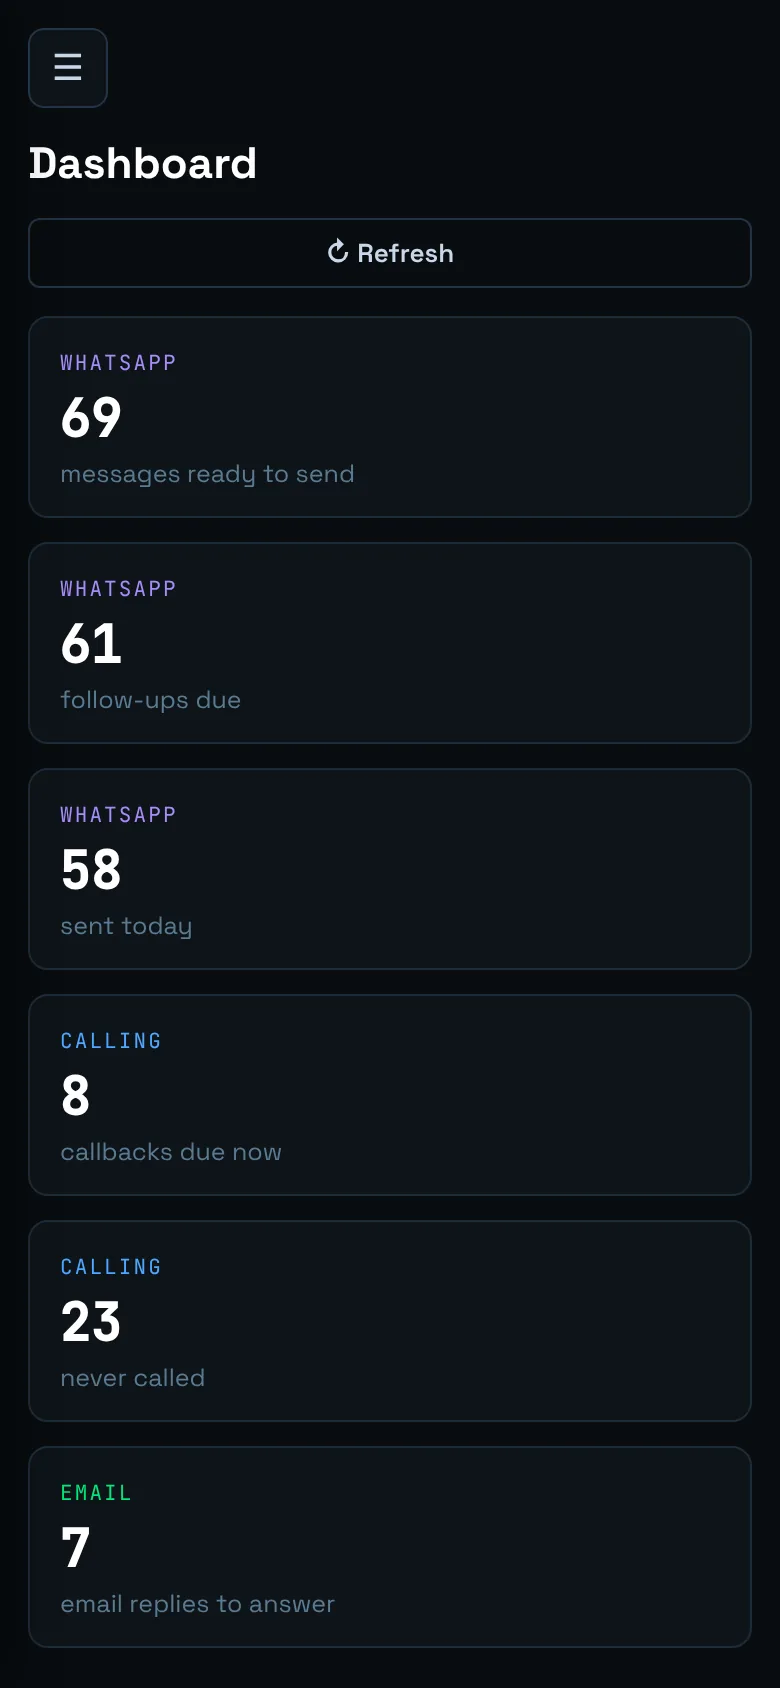 ☰
Dashboard
↻ Refresh
WHATSAPP
69
messages ready to send
WHATSAPP
61
follow-ups due
WHATSAPP
58
sent today
CALLING
8
callbacks due now
CALLING
23
never called
EMAIL
7
email replies to answer